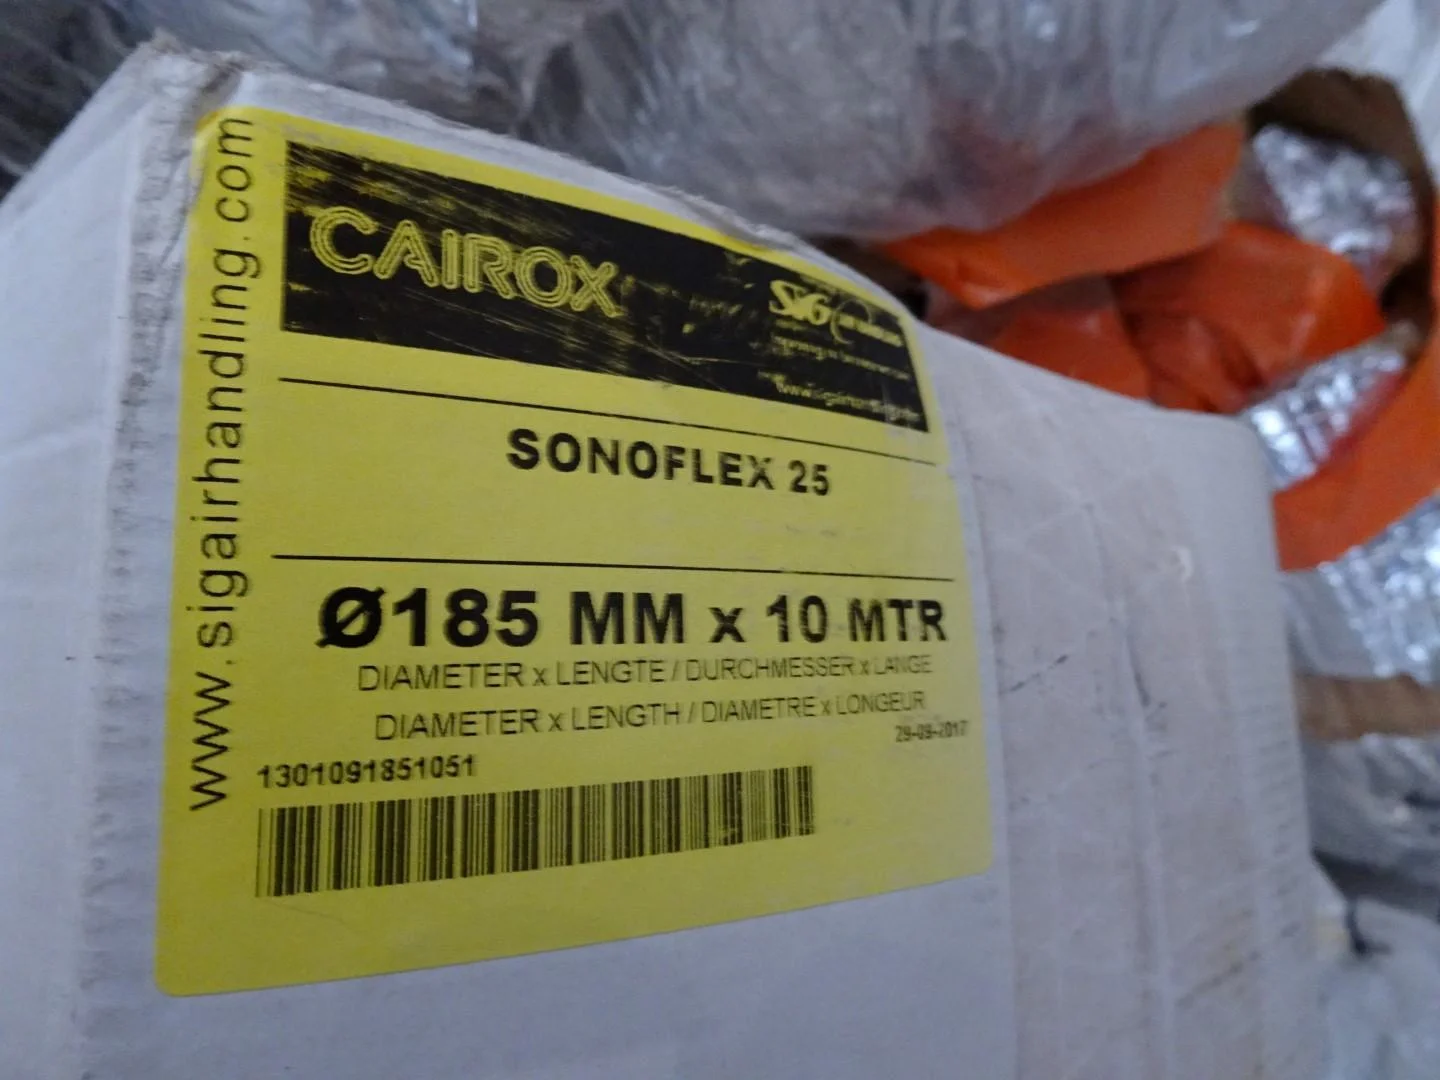 www.sigairhandling.com
CAIROX
SIG
SONOFLEX 25
Ø185 MM x 10 MTR
DIAMETER x LENGTE / DURCHMESSER x LANGE
DIAMETER x LENGTH / DIAMETRE x LONGEUR
29-09-2017
1301091851051